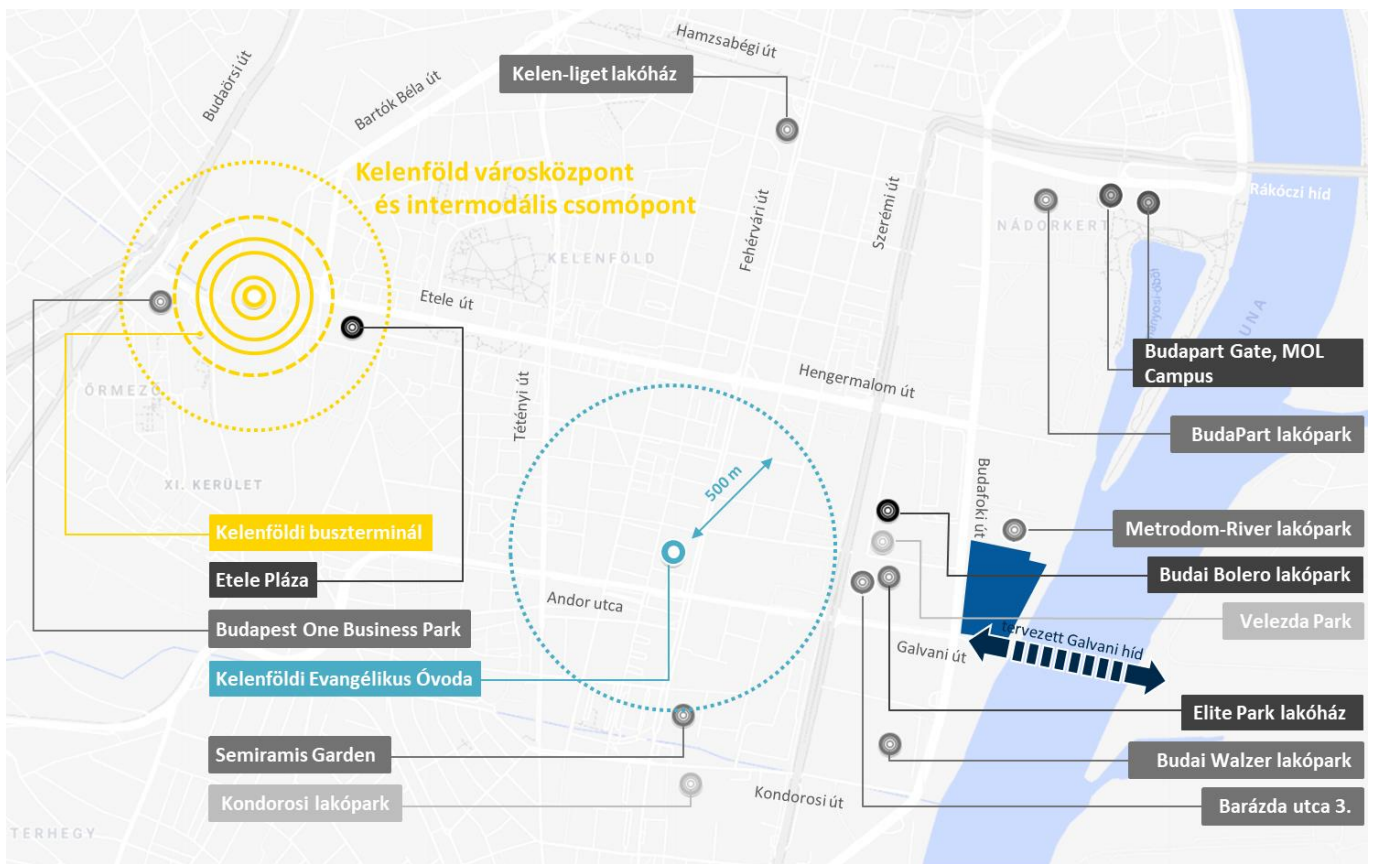 Hamzsabégi út
Kelen-liget lakóház
Budaörsi út
Bartók Béla út
Kelenföld városközpont
és intermodális csomópont
Fehérvári út
Szerémi út
Rákóczi híd
NÁDORKERT
KELENFÖLD
Etele út
DUNA
Budapart Gate, MOL
Campus
Hengermalom út
ŐRMEZŐ
Tétényi út
BudaPart lakópark
500 m
XI. KERÜLET
Budafoki út
Kelenföldi buszterminál
Metrodom-River lakópark
Etele Pláza
Budai Bolero lakópark
Andor utca
Budapest One Business Park
Velezda Park
tervezett Galvani híd
Galvani út
Kelenföldi Evangélikus Óvoda
Elite Park lakóház
Semiramis Garden
Budai Walzer lakópark
Kondorosi lakópark
Kondorosi út
Barázda utca 3.
TERHEGY